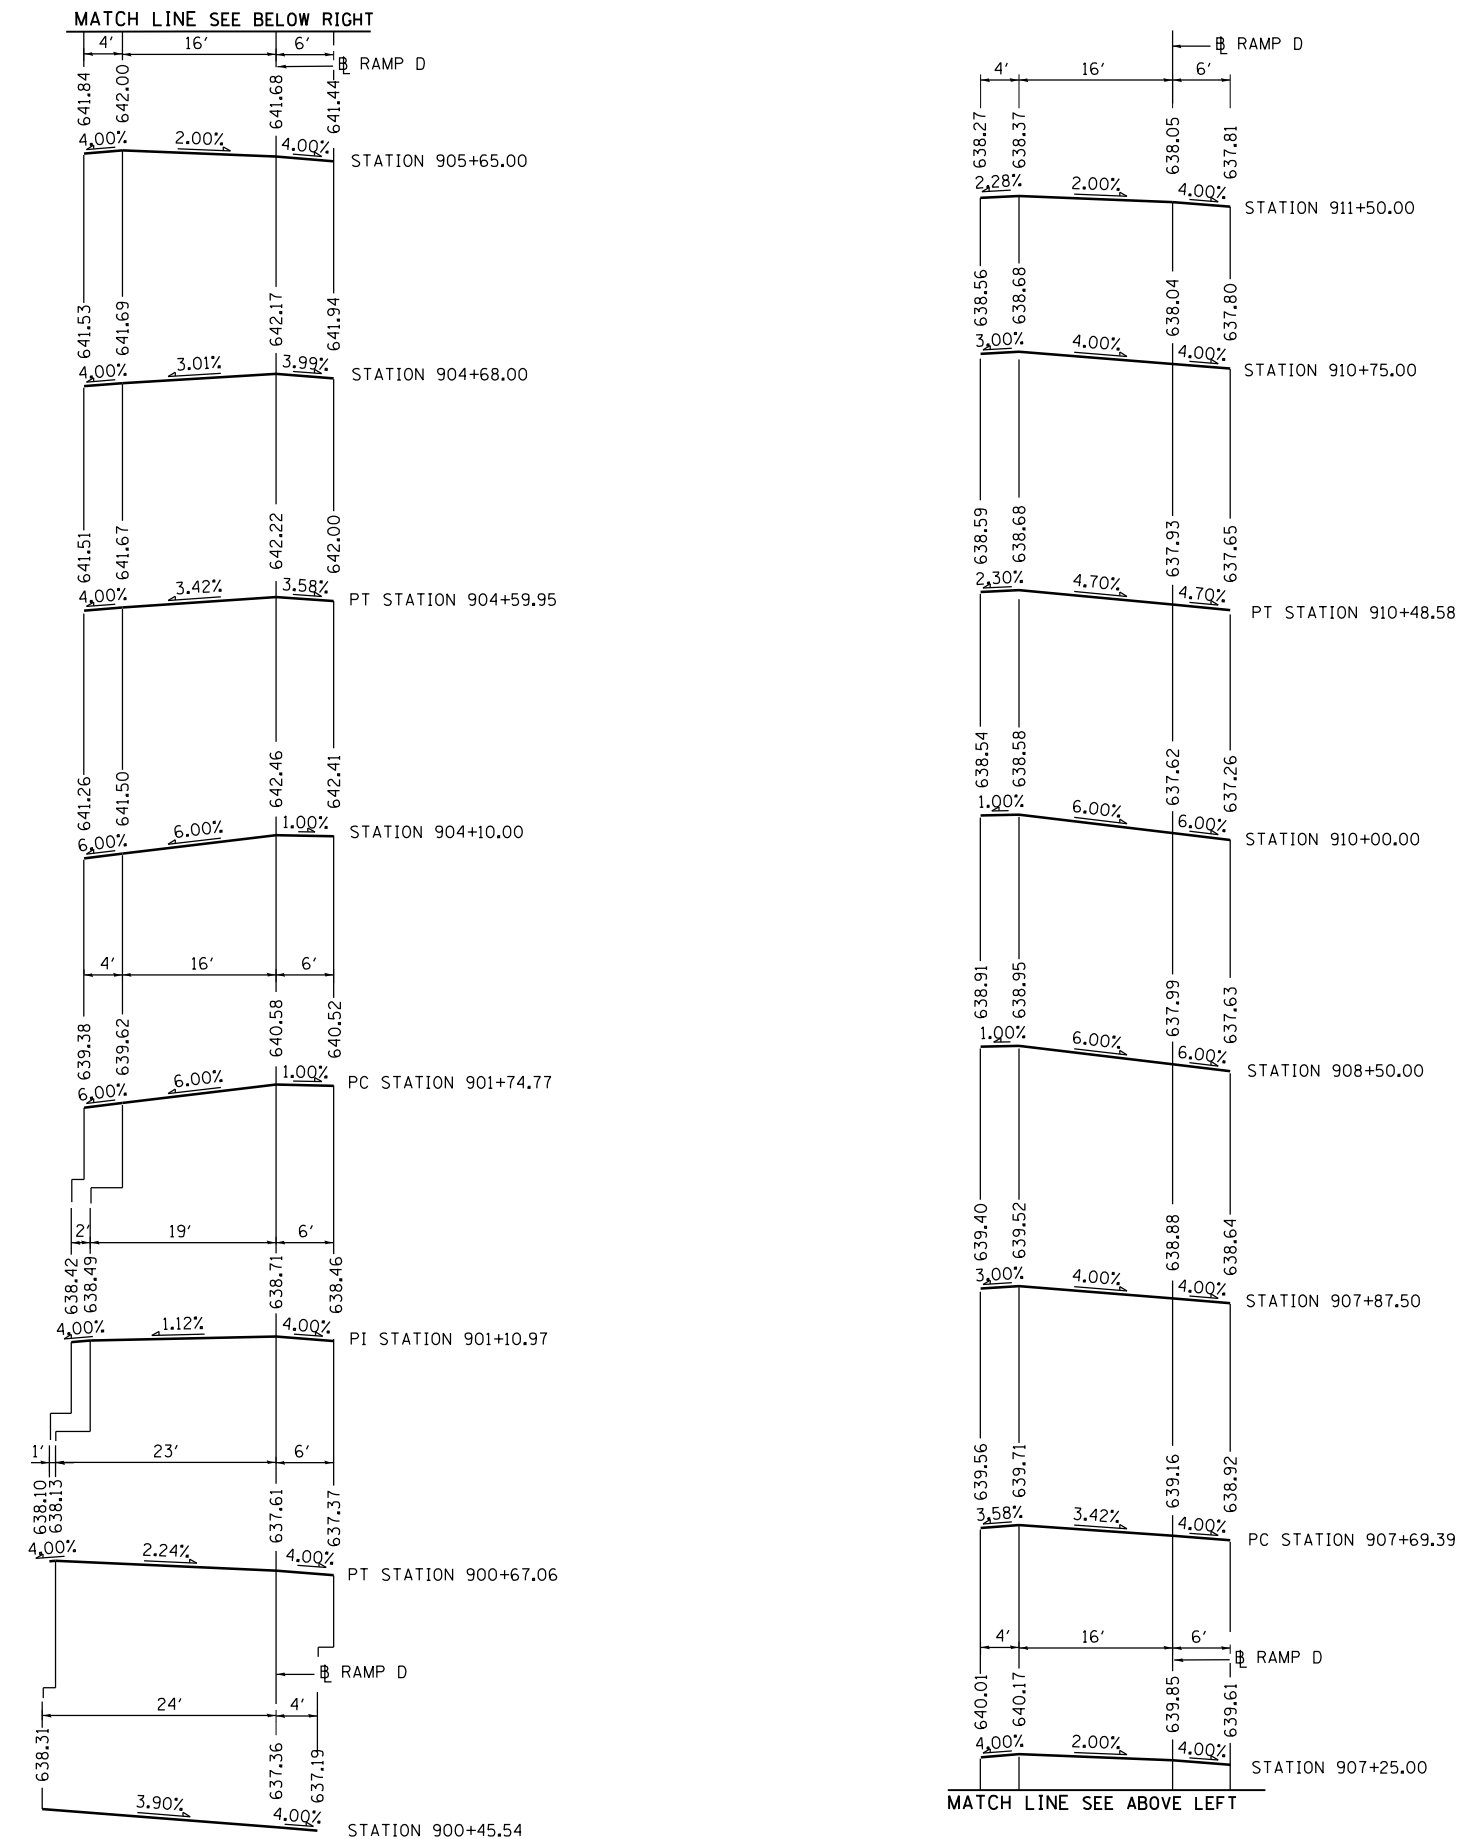 MATCH LINE SEE BELOW RIGHT
4' 16' 6'
℄ RAMP D
641.84 642.00 641.68 641.44
4.00% 2.00% 4.00%
STATION 905+65.00
641.53 641.69 642.17 641.94
4.00% 3.01% 3.99%
STATION 904+68.00
641.51 641.67 642.22 642.00
4.00% 3.42% 3.58%
PT STATION 904+59.95
641.26 641.50 642.46 642.41
6.00% 6.00% 1.00%
STATION 904+10.00
4' 16' 6'
639.38 639.62 640.58 640.52
6.00% 6.00% 1.00%
PC STATION 901+74.77
2' 19' 6'
638.42 638.49 638.71 638.46
4.00% 1.12% 4.00%
PI STATION 901+10.97
1' 23' 6'
638.10 638.13 637.61 637.37
4.00% 2.24% 4.00%
PT STATION 900+67.06
℄ RAMP D
24' 4'
638.31 637.36 637.19
3.90% 4.00%
STATION 900+45.54
℄ RAMP D
4' 16' 6'
638.27 638.37 638.05 637.81
2.28% 2.00% 4.00%
STATION 911+50.00
638.56 638.68 638.04 637.80
3.00% 4.00% 4.00%
STATION 910+75.00
638.59 638.68 637.93 637.65
2.30% 4.70% 4.70%
PT STATION 910+48.58
638.54 638.58 637.62 637.26
1.00% 6.00% 6.00%
STATION 910+00.00
638.91 638.95 637.99 637.63
1.00% 6.00% 6.00%
STATION 908+50.00
639.40 639.52 638.88 638.64
3.00% 4.00% 4.00%
STATION 907+87.50
639.56 639.71 639.16 638.92
3.58% 3.42% 4.00%
PC STATION 907+69.39
4' 16' 6'
℄ RAMP D
640.01 640.17 639.85 639.61
4.00% 2.00% 4.00%
STATION 907+25.00
MATCH LINE SEE ABOVE LEFT